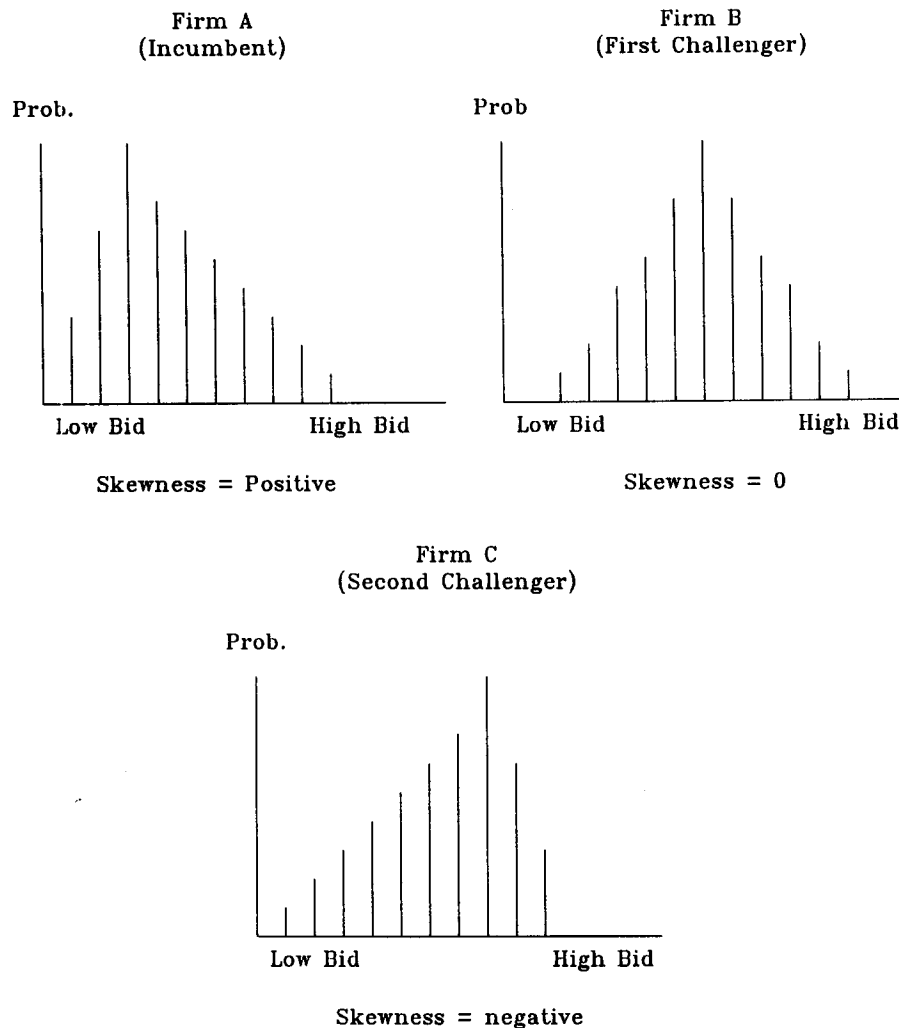 Firm A
(Incumbent)
Prob.
Low Bid High Bid
Skewness = Positive
Firm B
(First Challenger)
Prob
Low Bid High Bid
Skewness = 0
Firm C
(Second Challenger)
Prob.
Low Bid High Bid
Skewness = negative